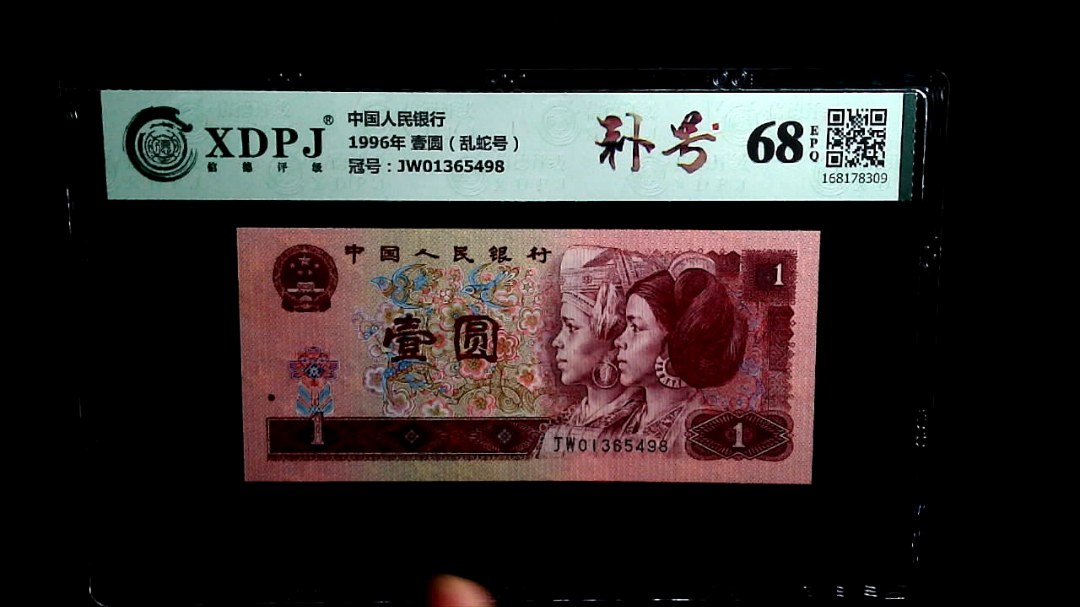 XDPJ®
信德评级
中国人民银行
1996年 壹圆（乱蛇号）
冠号：JW01365498
补号
68
EPQ
168178309
中国人民银行
1
壹圆
1
JW01365498
1